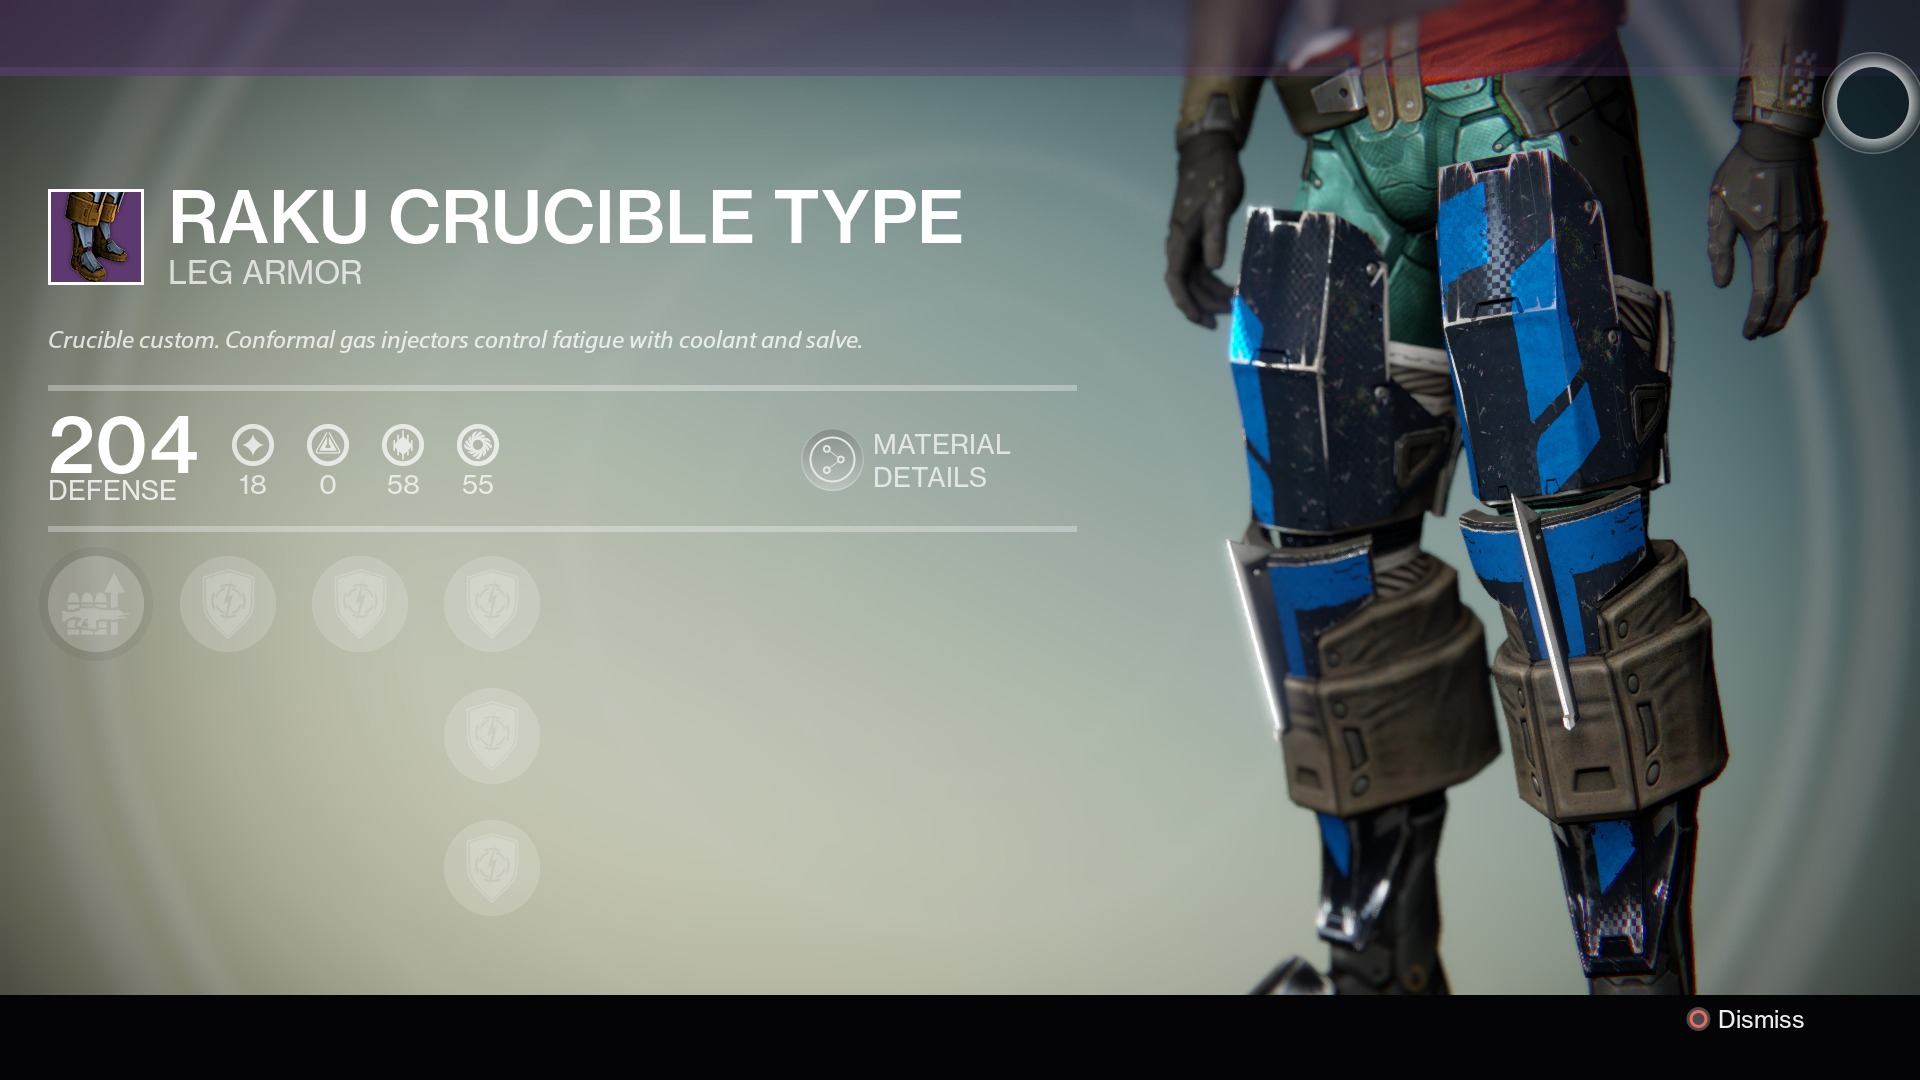 RAKU CRUCIBLE TYPE
LEG ARMOR
Crucible custom. Conformal gas injectors control fatigue with coolant and salve.
204
DEFENSE
18 0 58 55
MATERIAL
DETAILS
Dismiss